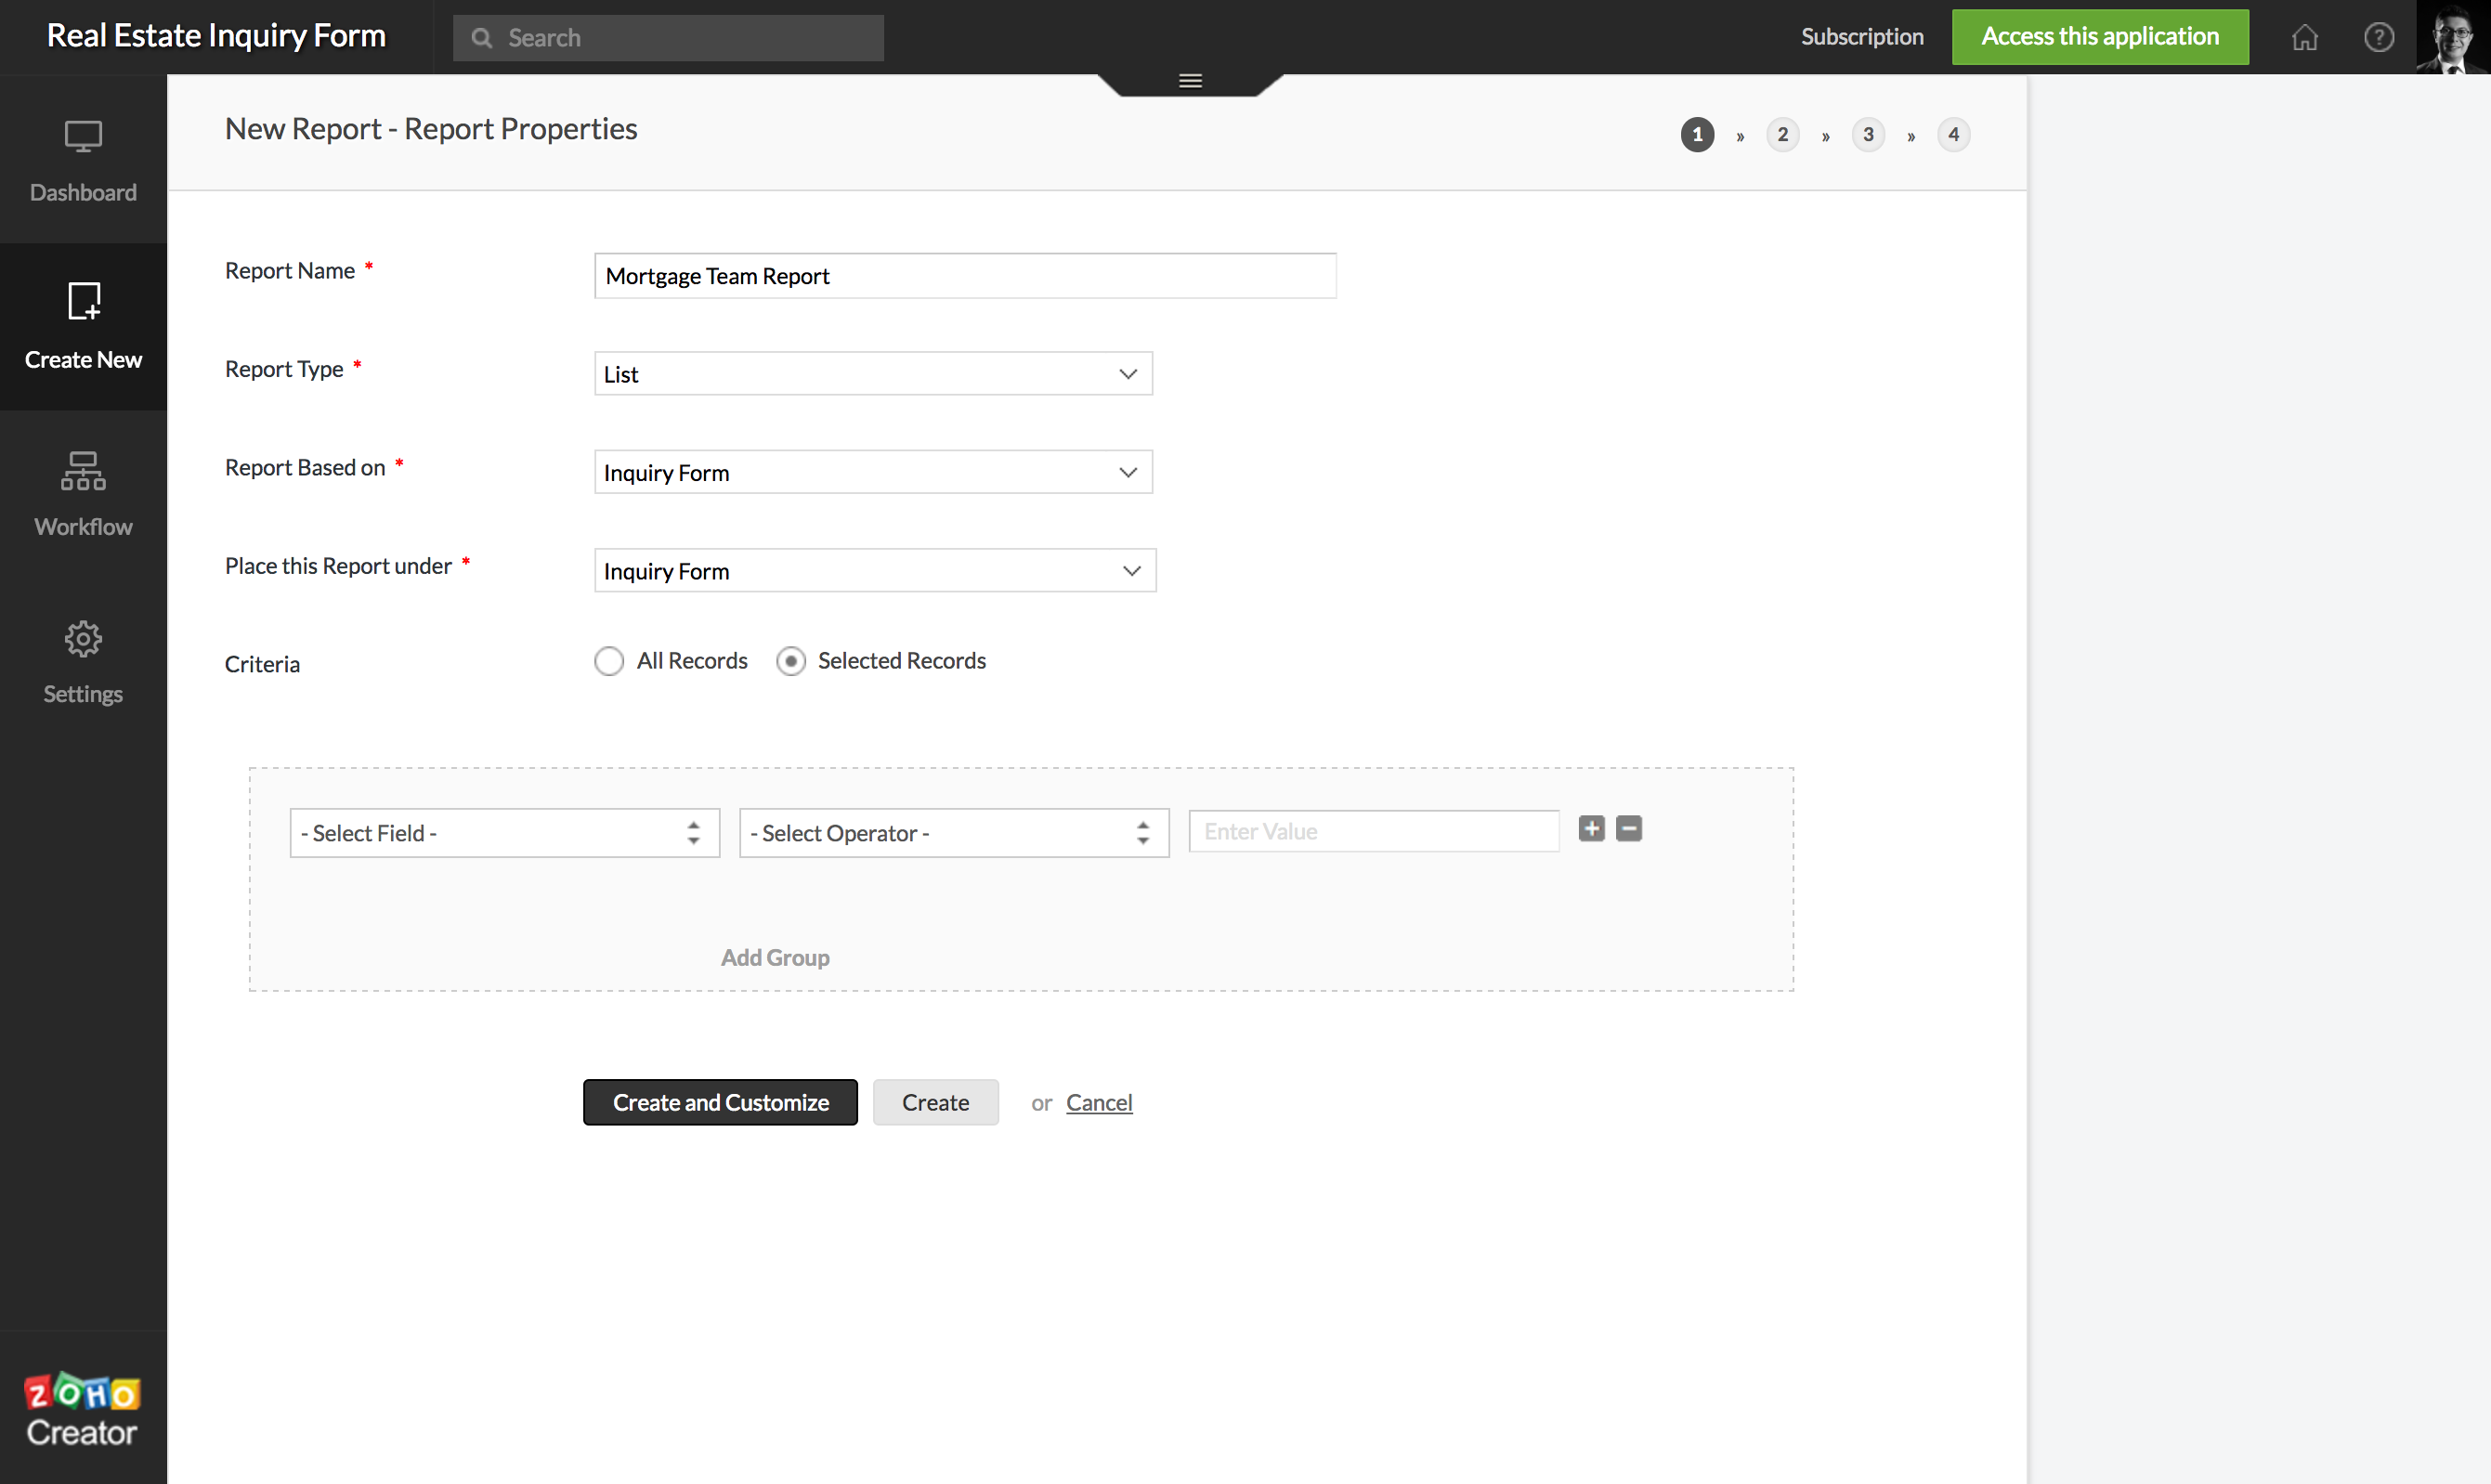 Real Estate Inquiry Form
Search
Subscription
Access this application
?
Dashboard
Create New
Workflow
Settings
ZOHO
Creator
New Report - Report Properties
1 » 2 » 3 » 4
Report Name *
Mortgage Team Report
Report Type *
List
Report Based on *
Inquiry Form
Place this Report under *
Inquiry Form
Criteria
All Records
Selected Records
- Select Field -
- Select Operator -
Enter Value
Add Group
Create and Customize
Create
or Cancel